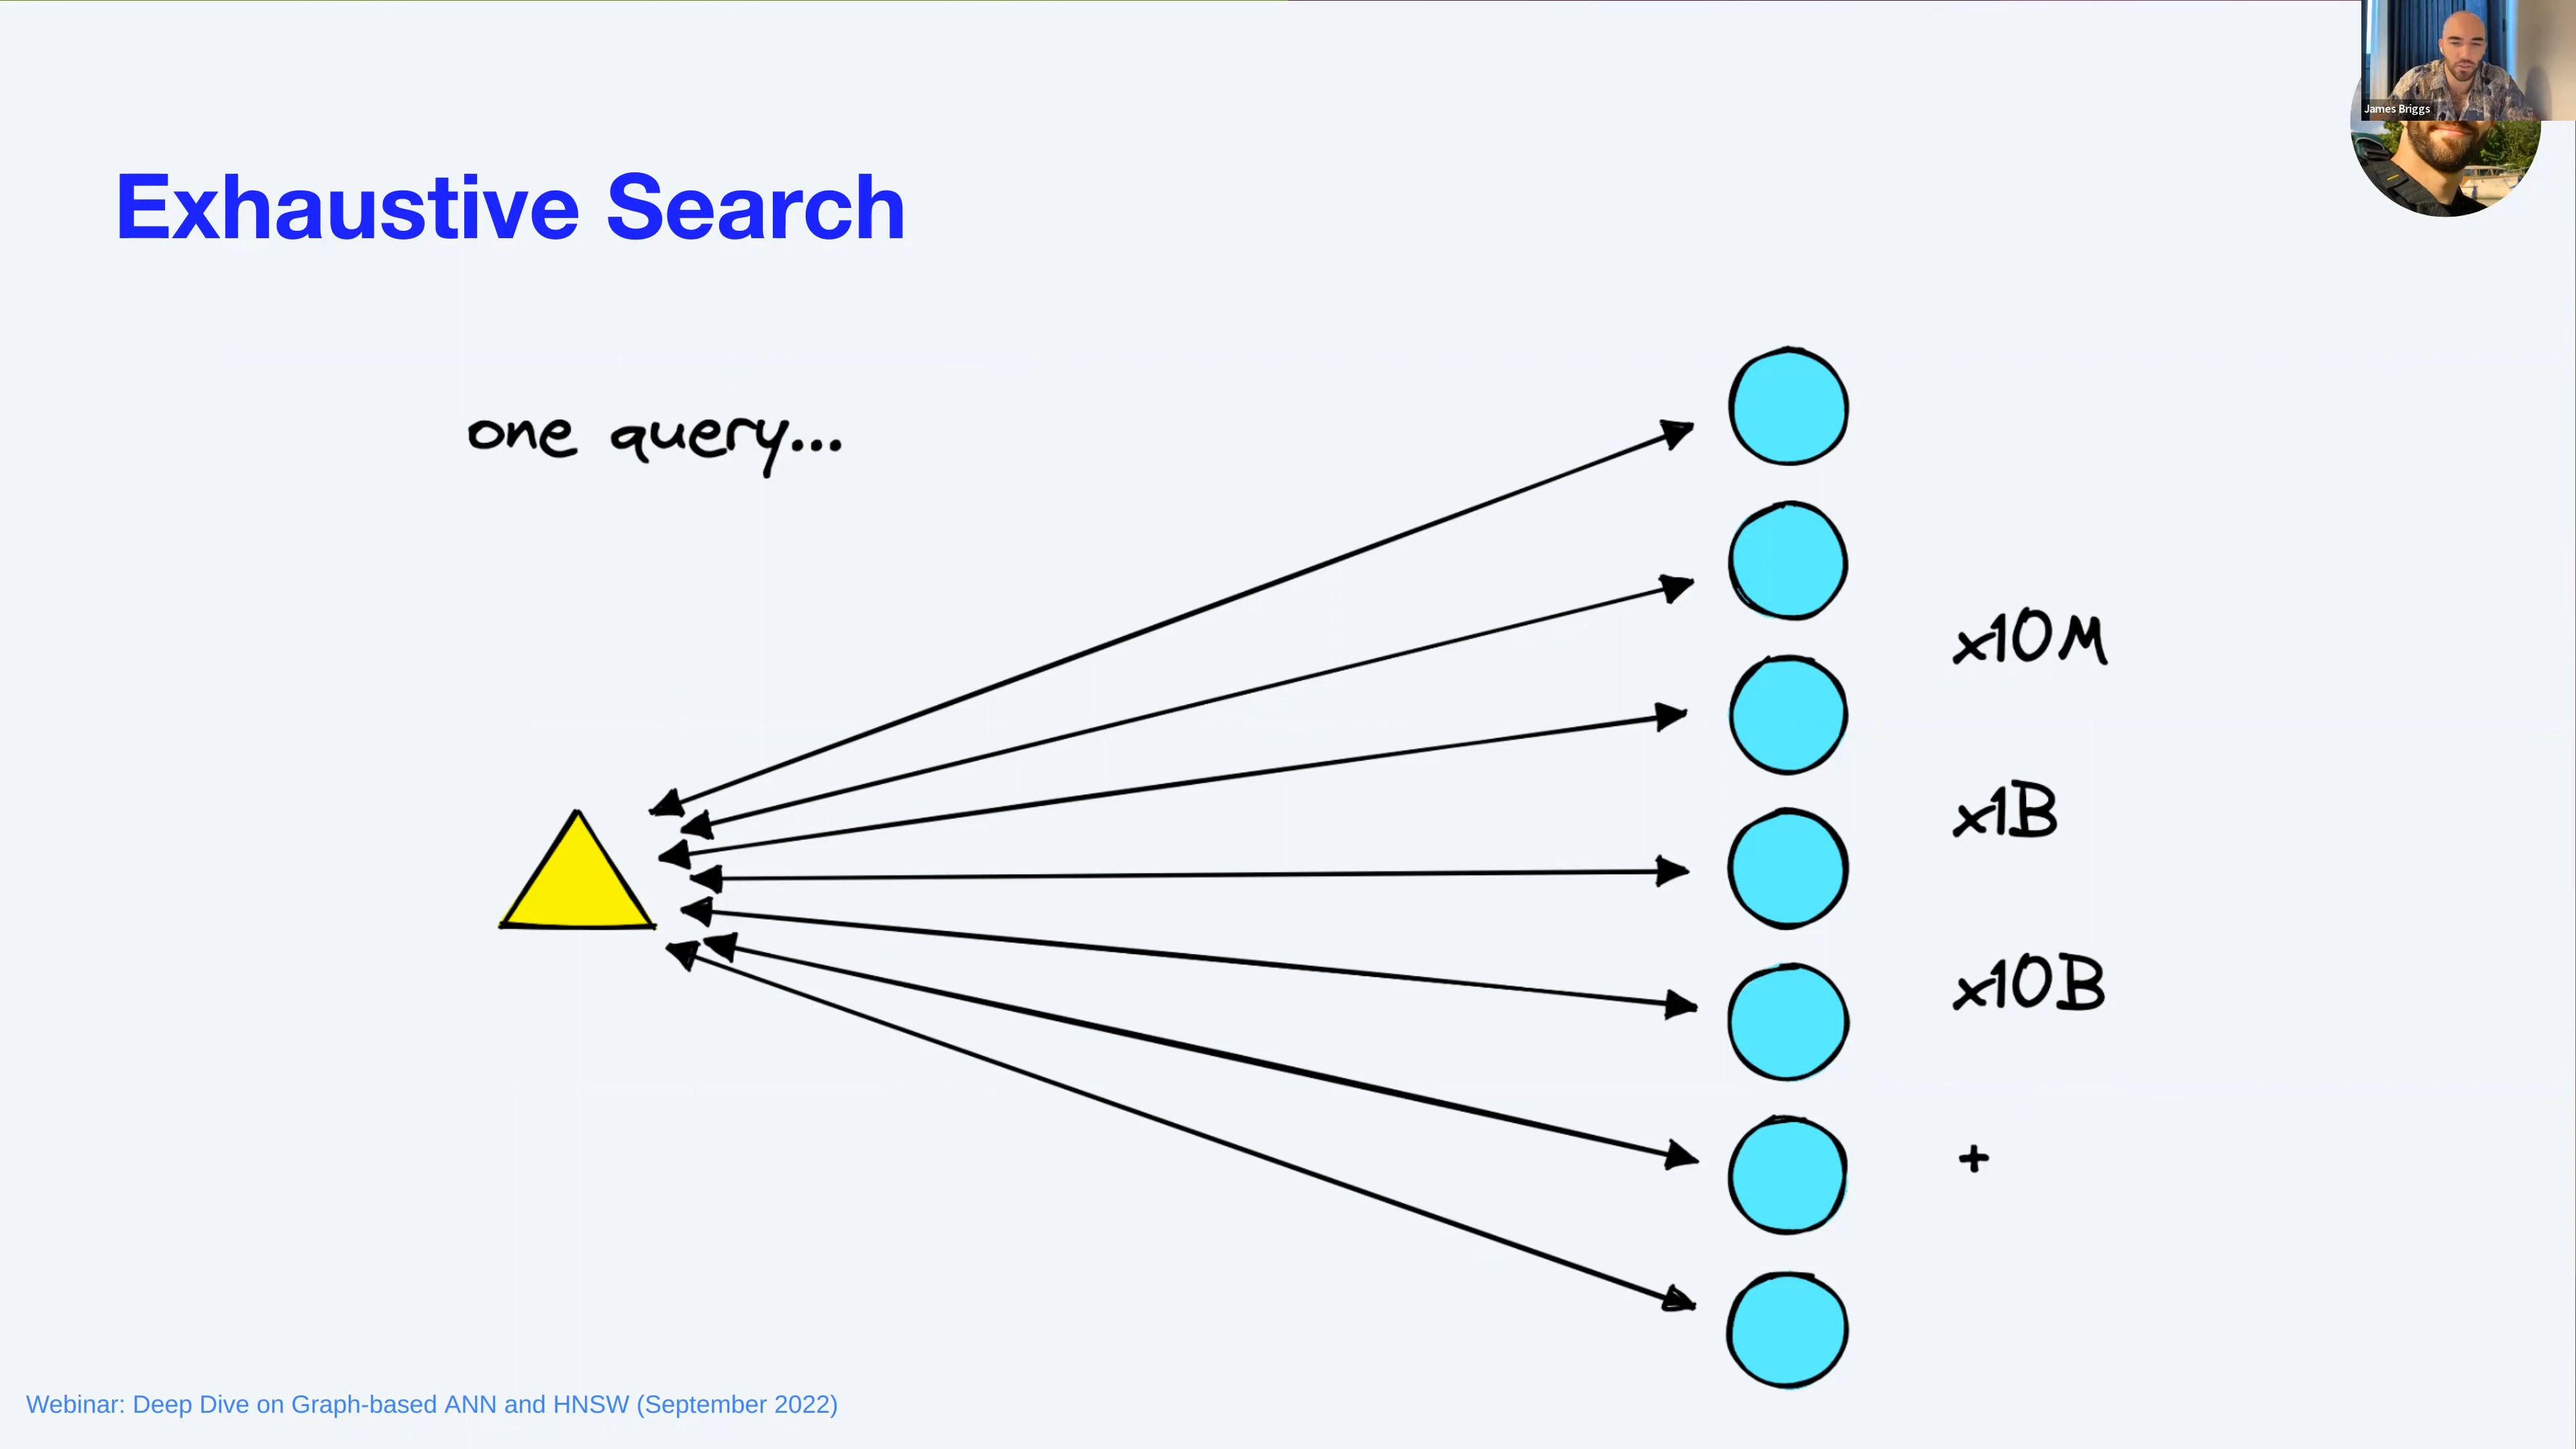 James Briggs
Exhaustive Search
one query...
x10M
x1B
x10B
+
Webinar: Deep Dive on Graph-based ANN and HNSW (September 2022)